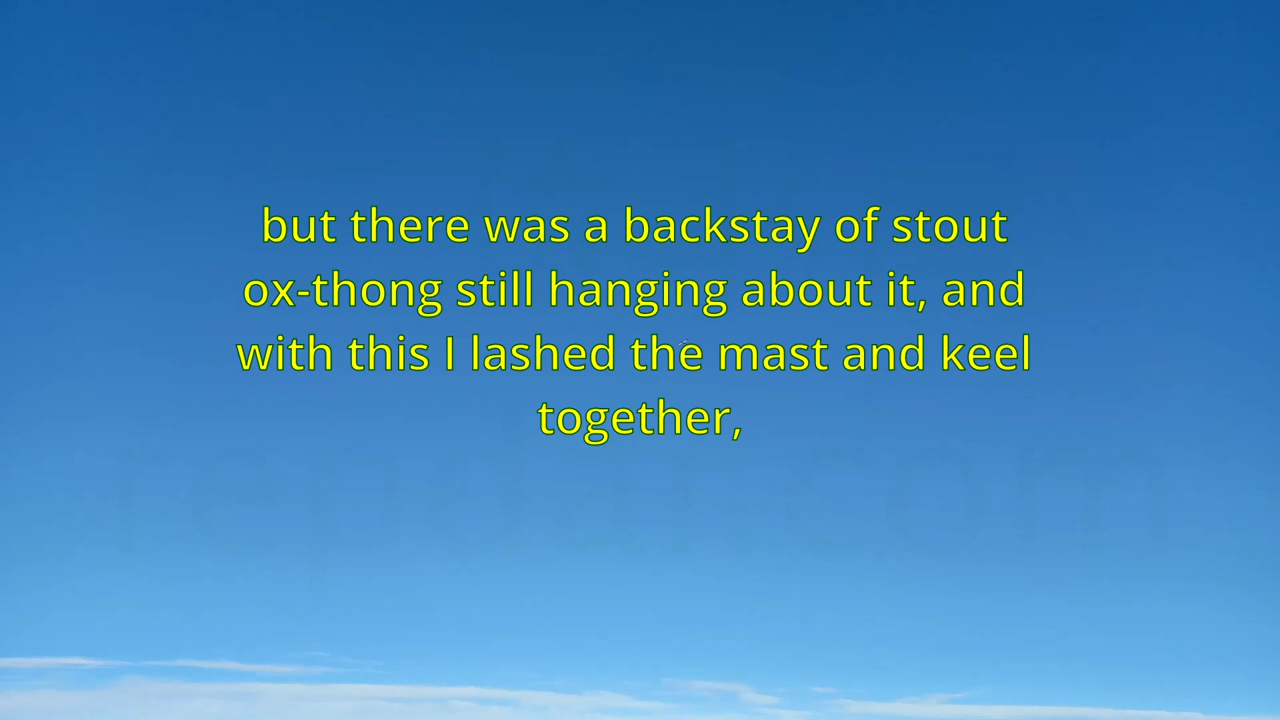 but there was a backstay of stout
ox-thong still hanging about it, and
with this I lashed the mast and keel
together,